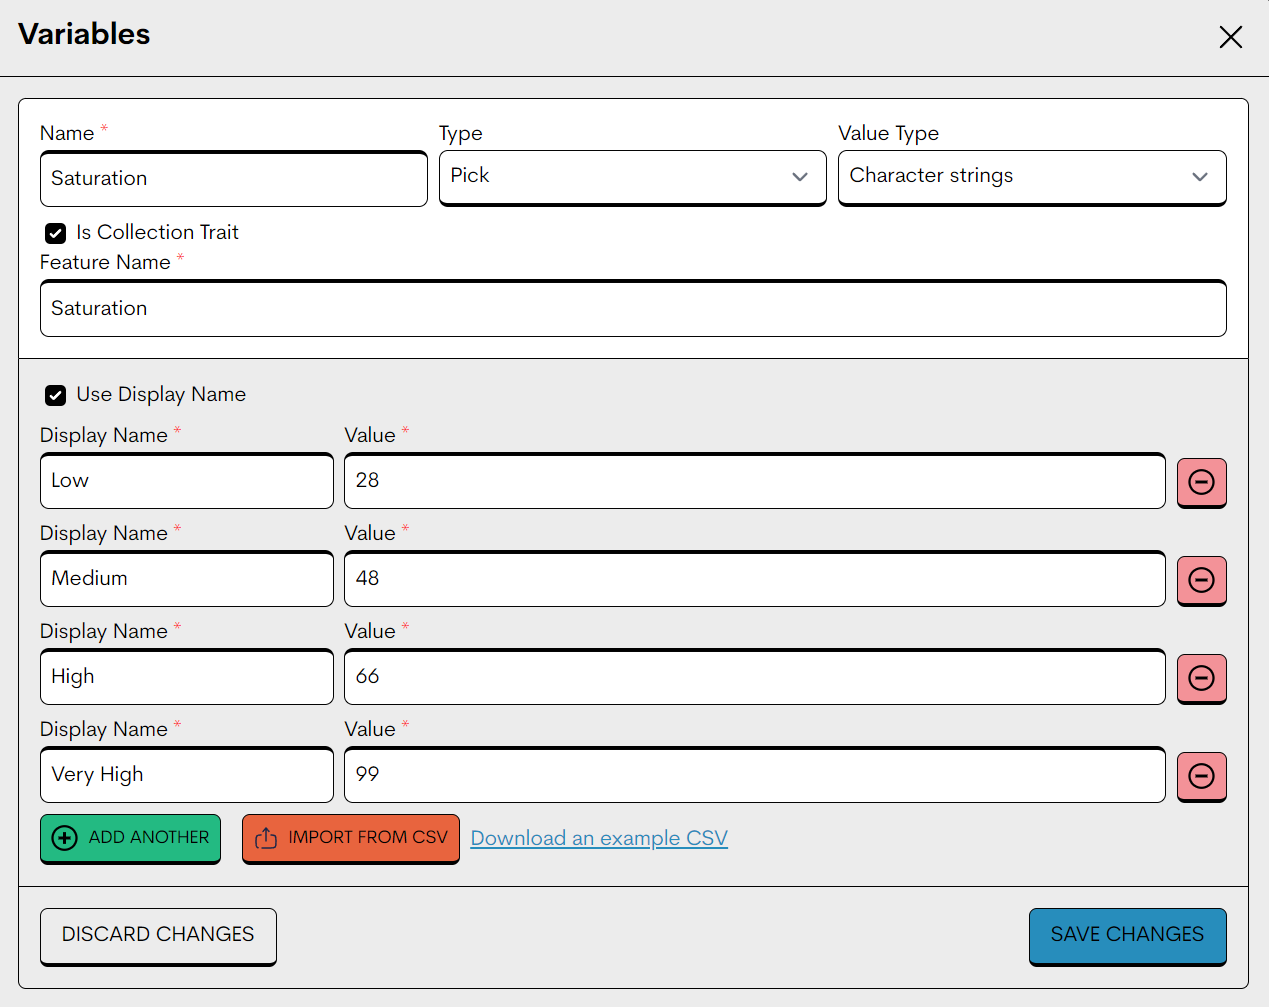 Variables
Name * Type Value Type
Saturation Pick Character strings
Is Collection Trait
Feature Name *
Saturation
Use Display Name
Display Name * Value *
Low 28
Display Name * Value *
Medium 48
Display Name * Value *
High 66
Display Name * Value *
Very High 99
ADD ANOTHER IMPORT FROM CSV Download an example CSV
DISCARD CHANGES SAVE CHANGES